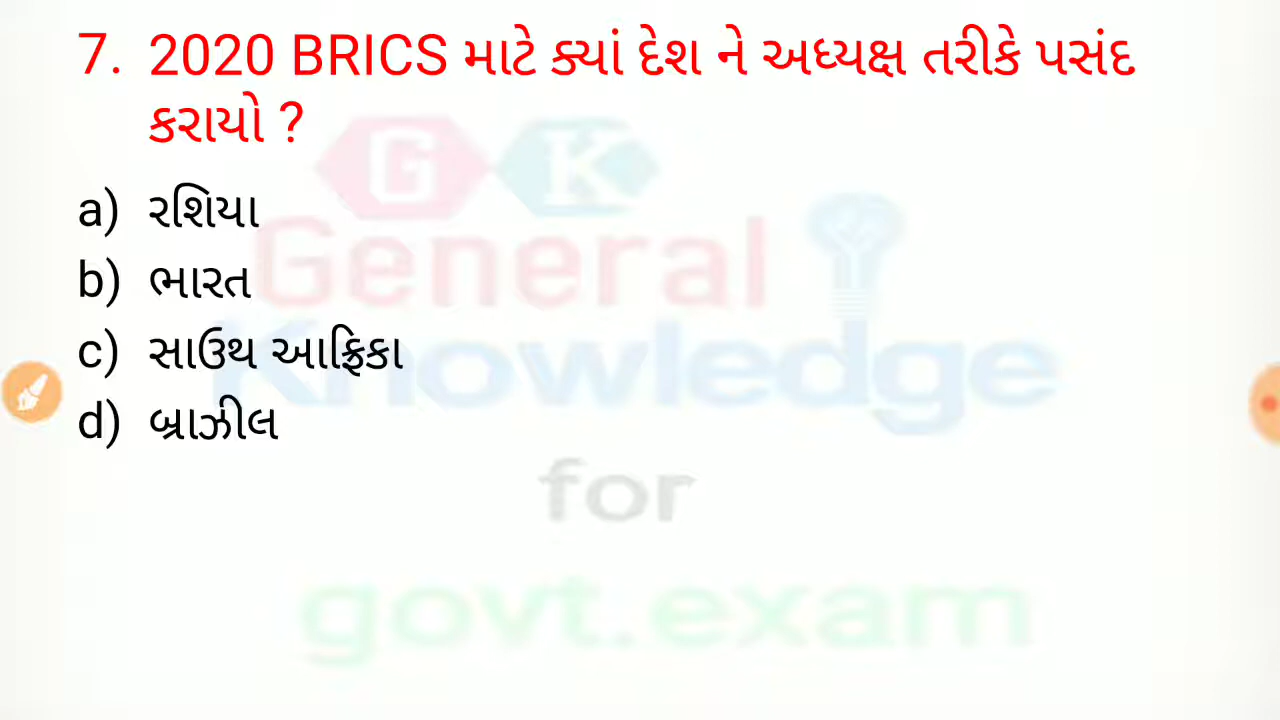 7. 2020 BRICS માટે ક્યાં દેશ ને અધ્યક્ષ તરીકે પસંદ
કરાયો ?
a) રશિયા
b) ભારત
c) સાઉથ આફ્રિકા
d) બ્રાઝીલ
G K
General
Knowledge
for
govt.exam